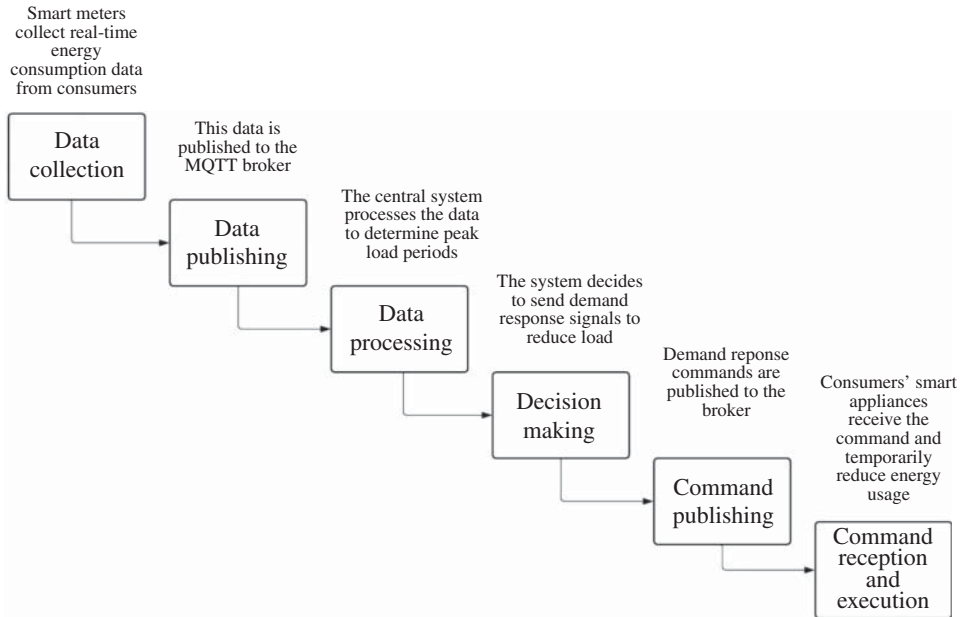 Smart meters
collect real-time
energy
consumption data
from consumers
Data
collection
This data is
published to the
MQTT broker
Data
publishing
The central system
processes the data
to determine peak
load periods
Data
processing
The system decides
to send demand
response signals to
reduce load
Decision
making
Demand reponse
commands are
published to the
broker
Command
publishing
Consumers’ smart
appliances
receive the
command and
temporarily
reduce energy
usage
Command
reception
and
execution